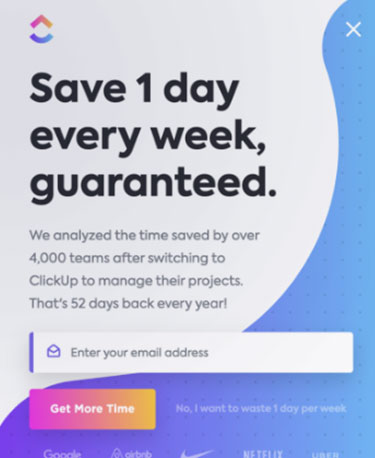 Save 1 day
every week,
guaranteed.
We analyzed the time saved by over
4,000 teams after switching to
ClickUp to manage their projects.
That's 52 days back every year!
Enter your email address
Get More Time
No, I want to waste 1 day per week
Google airbnb NETFLIX UBER